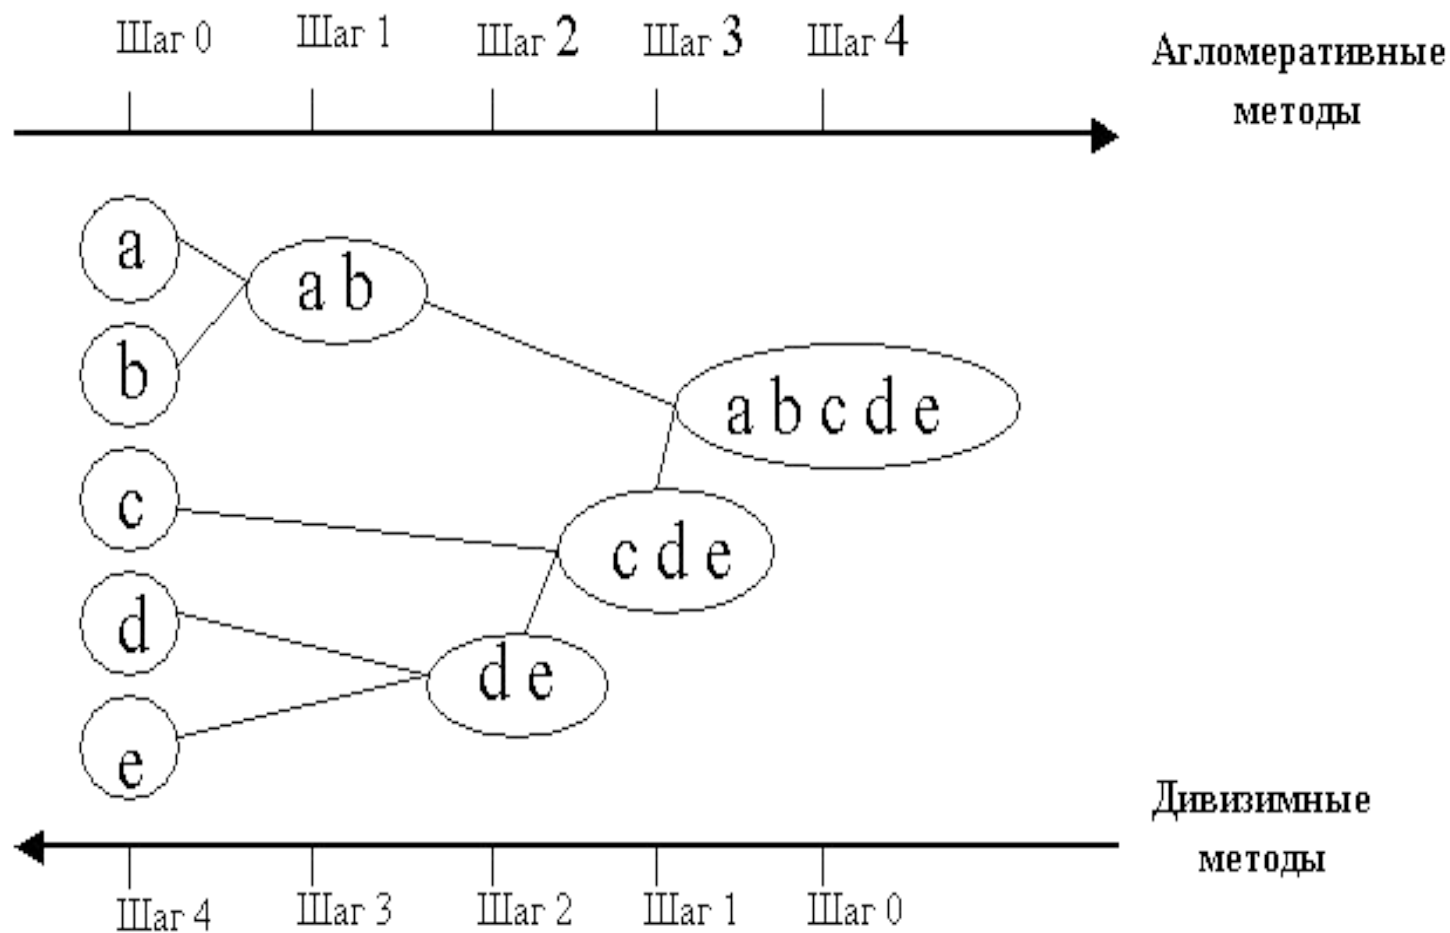 Шаг 0
Шаг 1
Шаг 2
Шаг 3
Шаг 4
Агломеративные
методы
a
a b
b
a b c d e
c
c d e
d
d e
e
Дивизимные
методы
Шаг 4
Шаг 3
Шаг 2
Шаг 1
Шаг 0